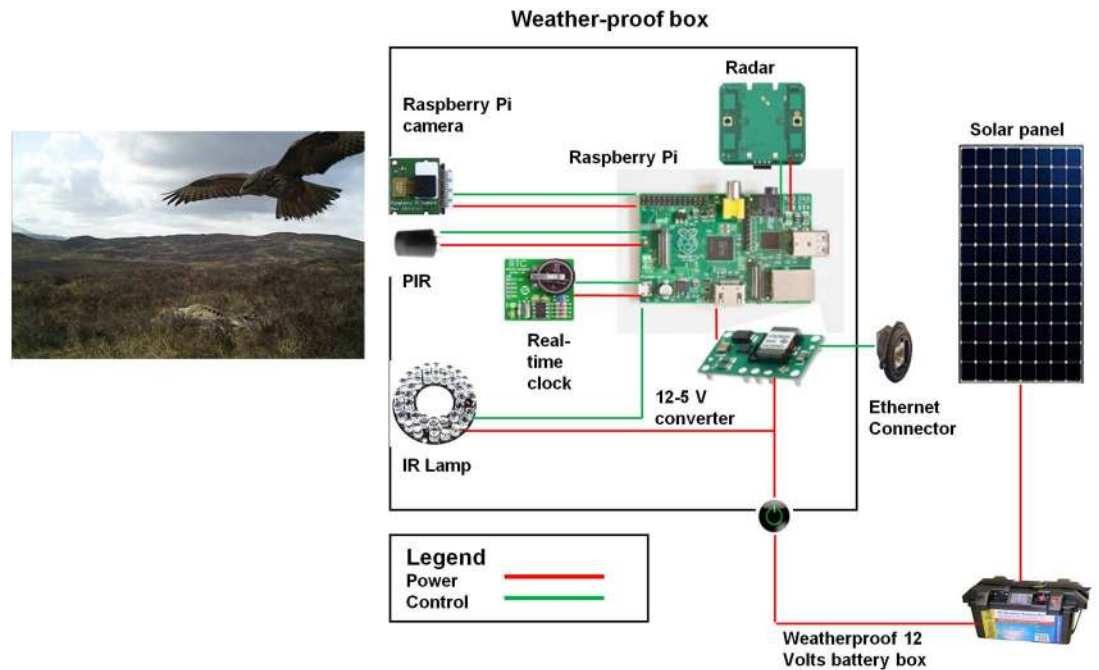 Weather-proof box
Radar
Raspberry Pi
camera
Solar panel
Raspberry Pi
PIR
RTC
Real-
time
clock
12-5 V
converter
Ethernet
Connector
IR Lamp
Legend
Power
Control
Weatherproof 12
Volts battery box